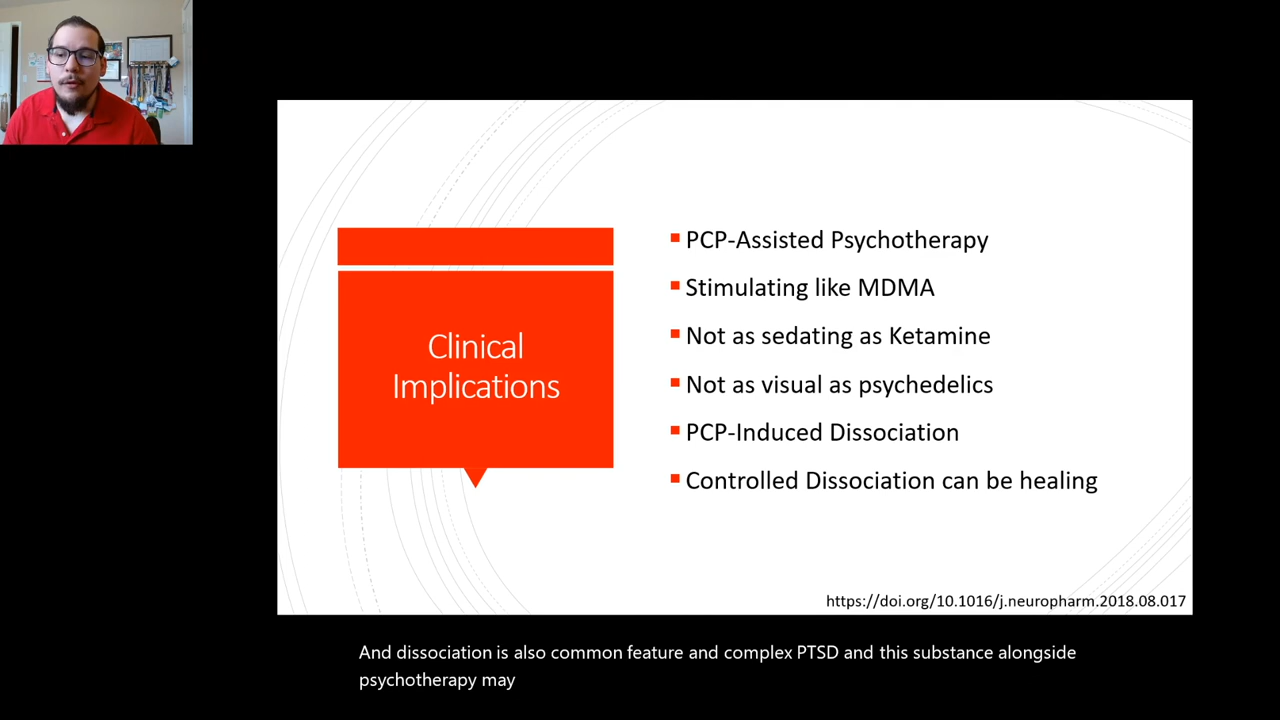 Clinical
Implications
PCP-Assisted Psychotherapy
Stimulating like MDMA
Not as sedating as Ketamine
Not as visual as psychedelics
PCP-Induced Dissociation
Controlled Dissociation can be healing
https://doi.org/10.1016/j.neuropharm.2018.08.017
And dissociation is also common feature and complex PTSD and this substance alongside
psychotherapy may